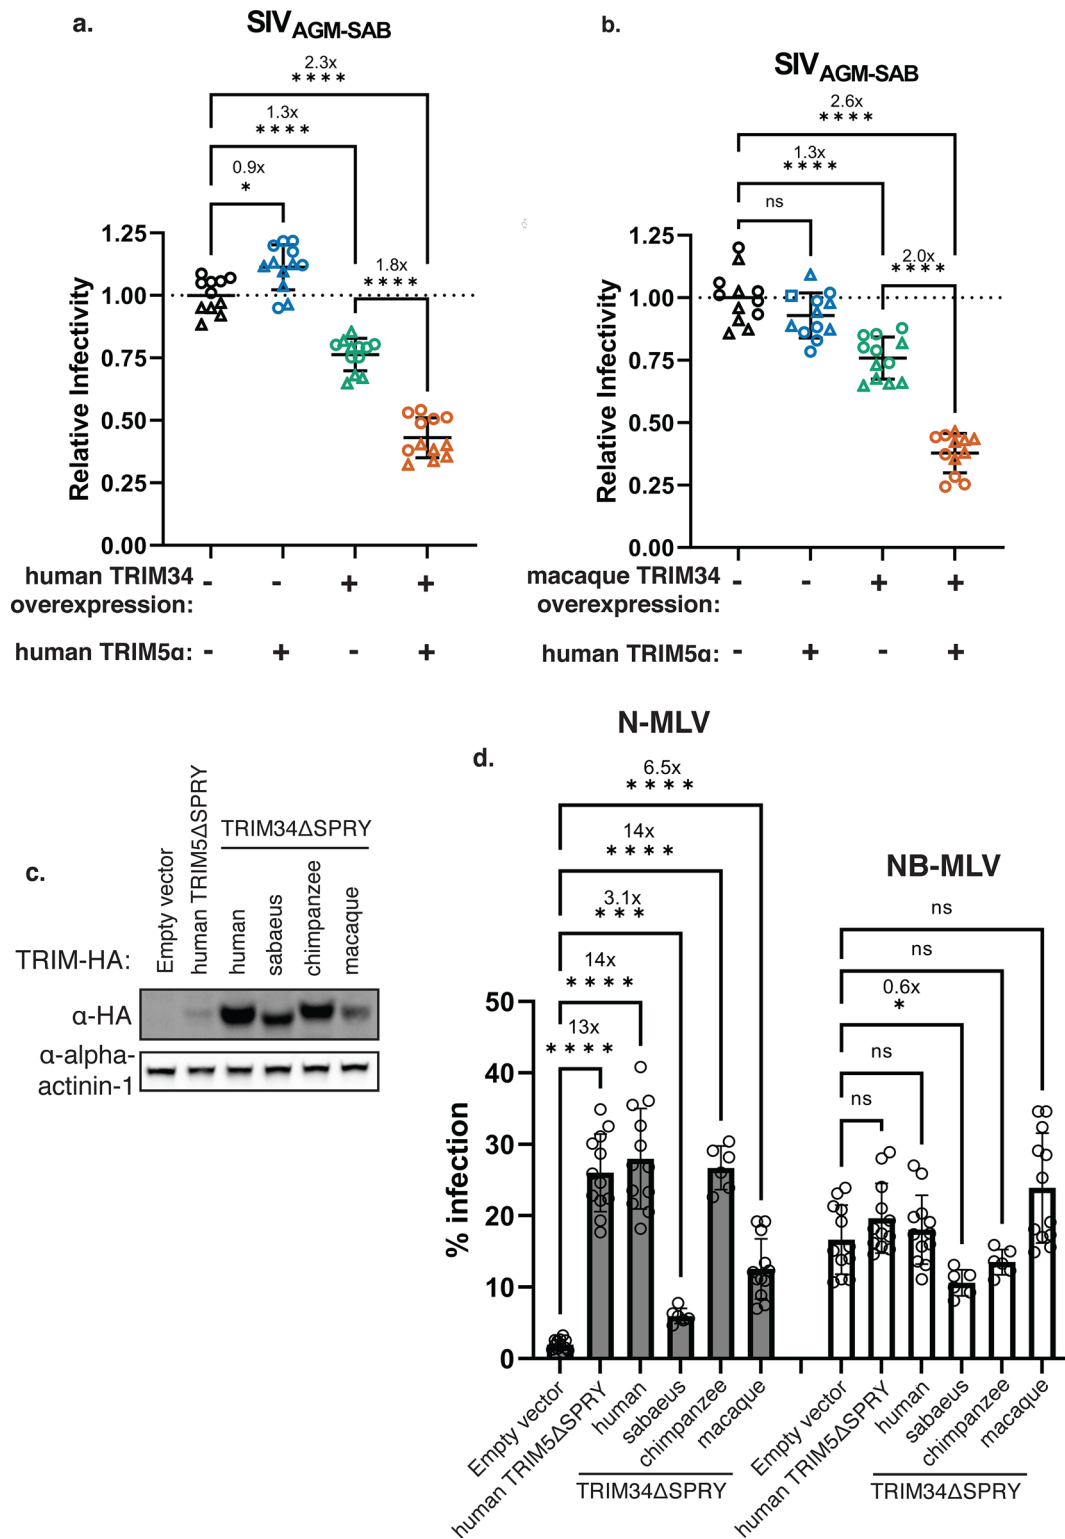 a.
SIVAGM-SAB
2.3x
****
1.3x
****
0.9x
*
1.8x
****
Relative Infectivity
1.25
1.00
0.75
0.50
0.25
0.00
human TRIM34 overexpression:
- - + +
human TRIM5α:
- + - +
b.
SIVAGM-SAB
2.6x
****
1.3x
****
ns
2.0x
****
Relative Infectivity
1.25
1.00
0.75
0.50
0.25
0.00
macaque TRIM34 overexpression:
- - + +
human TRIM5α:
- + - +
c.
TRIM34ΔSPRY
TRIM-HA:
Empty vector
human TRIM5ΔSPRY
human
sabaeus
chimpanzee
macaque
α-HA
α-alpha-
actinin-1
d.
N-MLV
6.5x
****
14x
****
3.1x
***
14x
****
13x
****
NB-MLV
ns
ns
0.6x
*
ns
ns
% infection
50
40
30
20
10
0
Empty vector
human TRIM5ΔSPRY
human
sabaeus
chimpanzee
macaque
TRIM34ΔSPRY
Empty vector
human TRIM5ΔSPRY
human
sabaeus
chimpanzee
macaque
TRIM34ΔSPRY